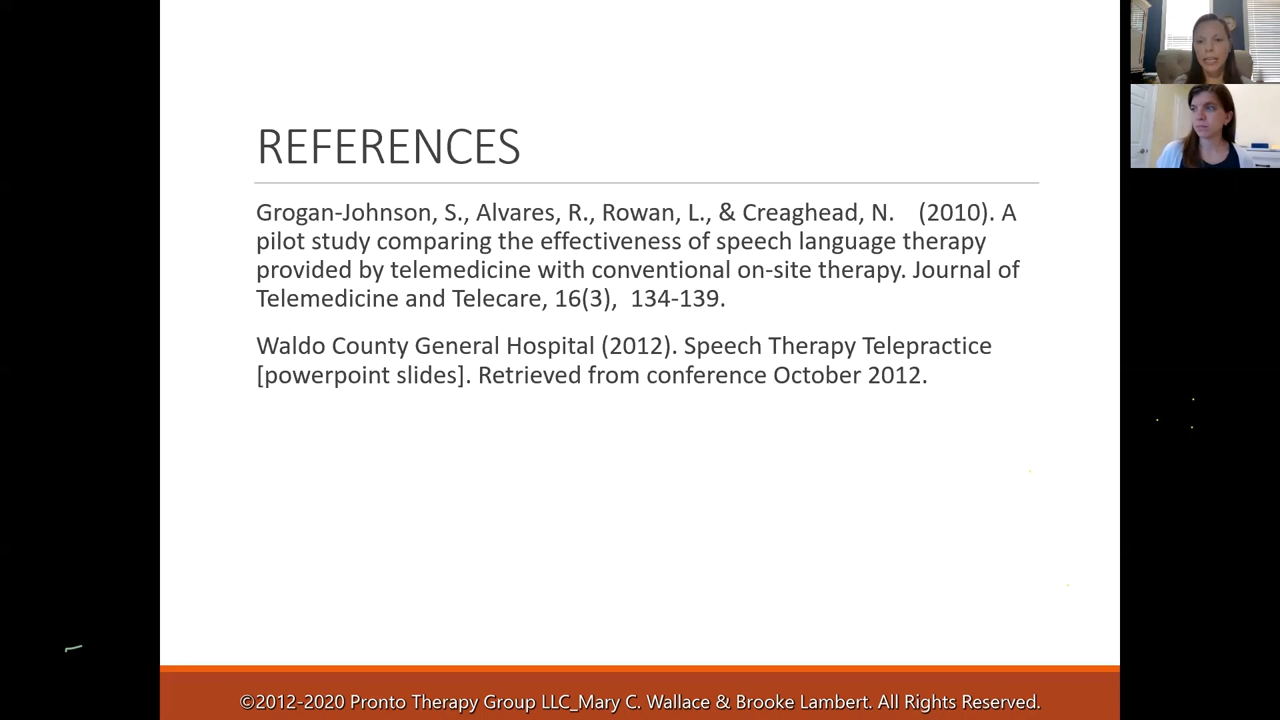 REFERENCES
Grogan-Johnson, S., Alvares, R., Rowan, L., & Creaghead, N.    (2010). A
pilot study comparing the effectiveness of speech language therapy
provided by telemedicine with conventional on-site therapy. Journal of
Telemedicine and Telecare, 16(3),  134-139.
Waldo County General Hospital (2012). Speech Therapy Telepractice
[powerpoint slides]. Retrieved from conference October 2012.
©2012-2020 Pronto Therapy Group LLC_Mary C. Wallace & Brooke Lambert. All Rights Reserved.